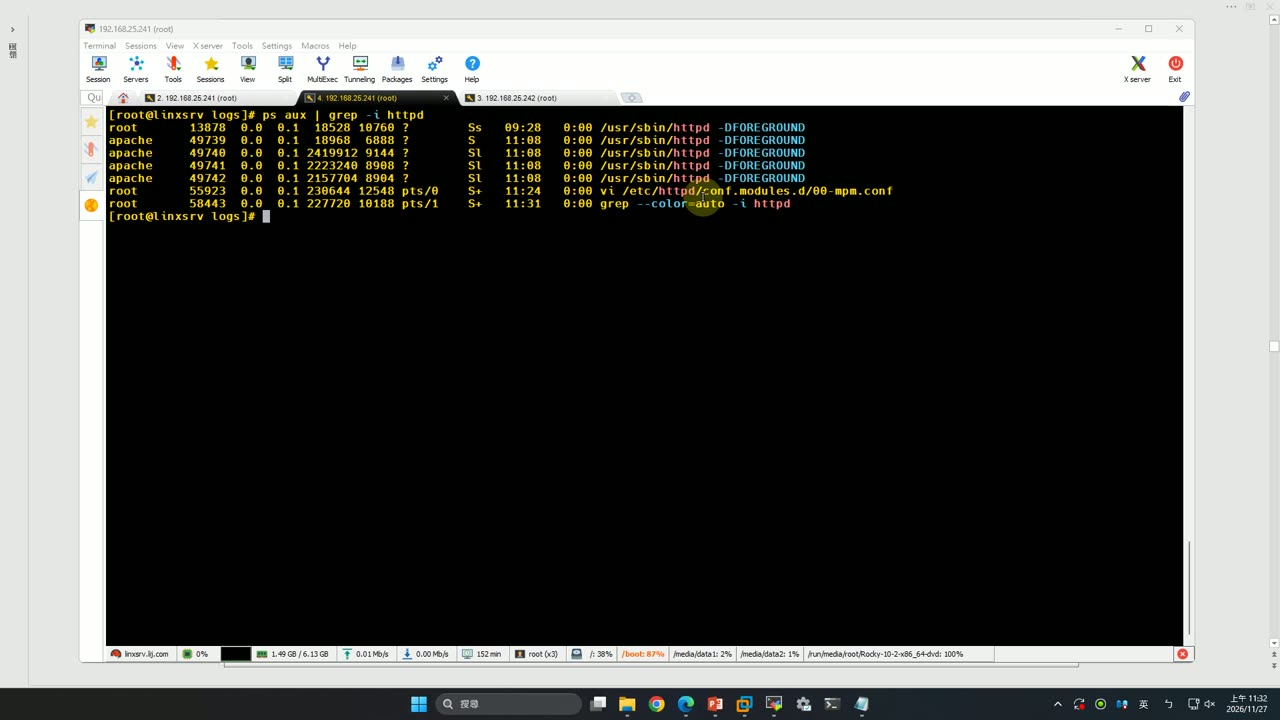 192.168.25.241 (root)
Terminal Sessions View X server Tools Settings Macros Help
Session Servers Tools Sessions View Split MultiExec Tunneling Packages Settings Help X server Exit
Qu 2. 192.168.25.241 (root) 4. 192.168.25.241 (root) 3. 192.168.25.242 (root)
[root@linxsrv logs]# ps aux | grep -i httpd
root 13878 0.0 0.1 18528 10760 ? Ss 09:28 0:00 /usr/sbin/httpd -DFOREGROUND
apache 49739 0.0 0.1 18968 6888 ? S 11:08 0:00 /usr/sbin/httpd -DFOREGROUND
apache 49740 0.0 0.1 2419912 9144 ? Sl 11:08 0:00 /usr/sbin/httpd -DFOREGROUND
apache 49741 0.0 0.1 2223240 8908 ? Sl 11:08 0:00 /usr/sbin/httpd -DFOREGROUND
apache 49742 0.0 0.1 2157704 8904 ? Sl 11:08 0:00 /usr/sbin/httpd -DFOREGROUND
root 55923 0.0 0.1 230644 12548 pts/0 S+ 11:24 0:00 vi /etc/httpd/conf.modules.d/00-mpm.conf
root 58443 0.0 0.1 227720 10188 pts/1 S+ 11:31 0:00 grep --color=auto -i httpd
[root@linxsrv logs]#
linxsrv.lij.com 0% 1.49 GB / 6.13 GB 0.01 Mb/s 0.00 Mb/s 152 min root (x3) /: 38% /boot: 87% /media/data1: 2% /media/data2: 1% /run/media/root/Rocky-10-2-x86_64-dvd: 100%
搜尋 英 ㄅ 上午 11:32
2026/11/27